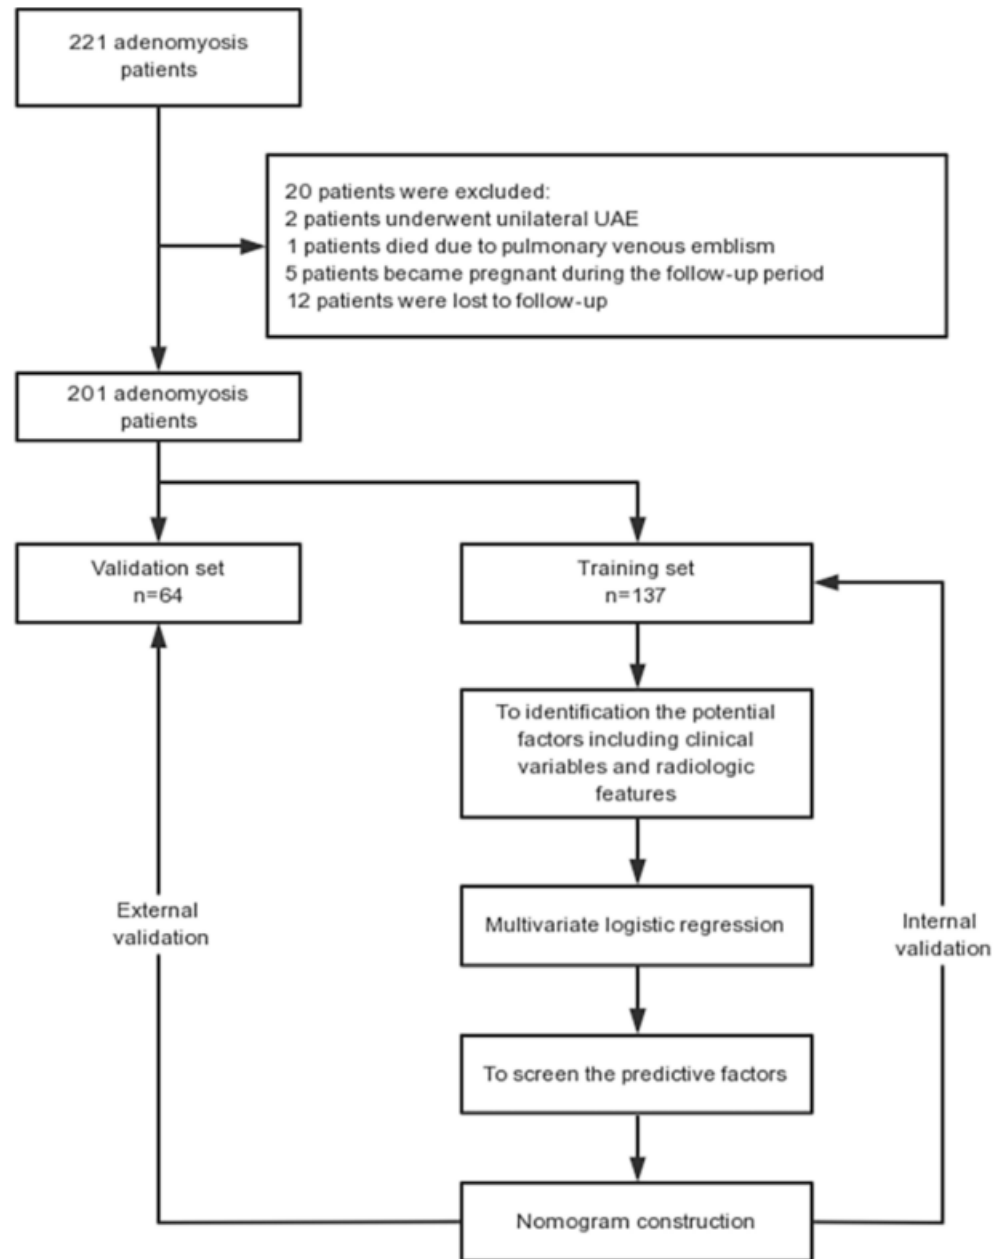 221 adenomyosis
patients
20 patients were excluded:
2 patients underwent unilateral UAE
1 patients died due to pulmonary venous emblism
5 patients became pregnant during the follow-up period
12 patients were lost to follow-up
201 adenomyosis
patients
Validation set
n=64
Training set
n=137
To identification the potential
factors including clinical
variables and radiologic
features
Multivariate logistic regression
External
validation
Internal
validation
To screen the predictive factors
Nomogram construction